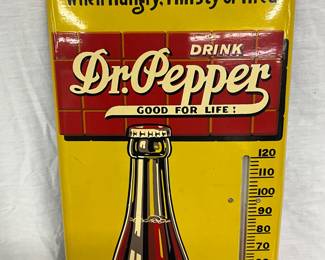 When Hungry, Thirsty or Tired
DRINK
Dr. Pepper
GOOD FOR LIFE!
120
110
100
90
80
70